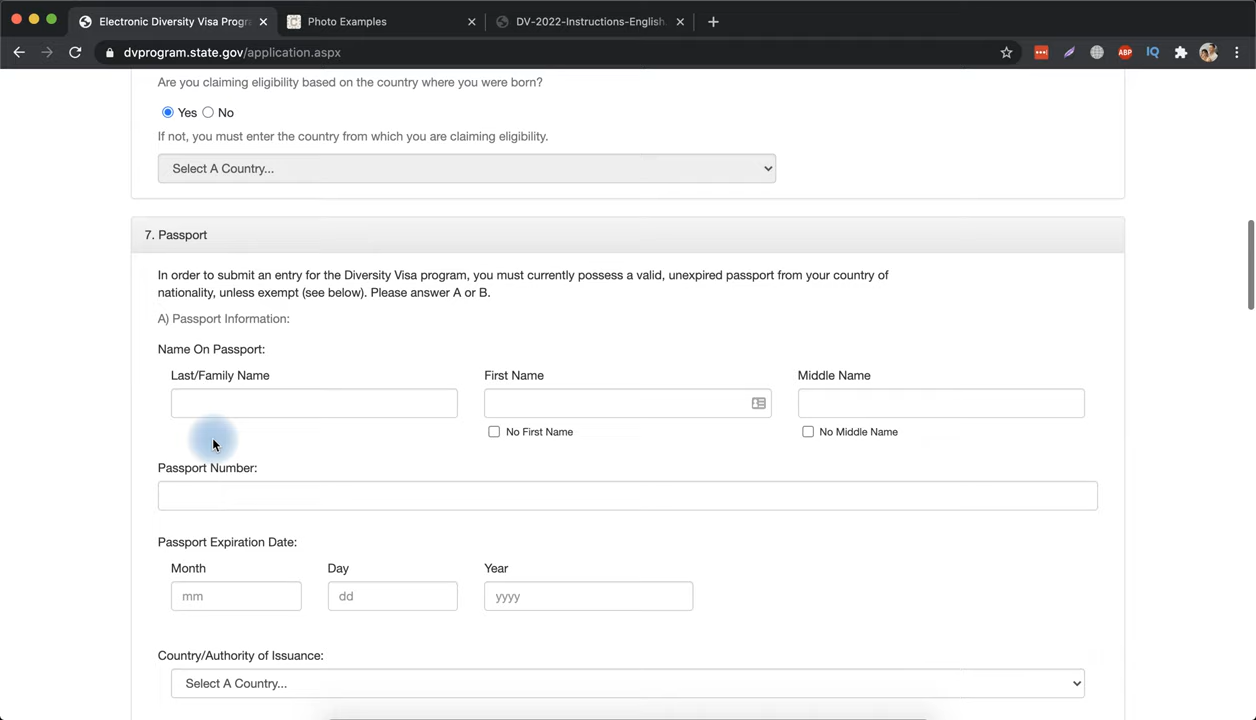 Electronic Diversity Visa Progr
Photo Examples
DV-2022-Instructions-English.
dvprogram.state.gov/application.aspx
ABP
IQ
Are you claiming eligibility based on the country where you were born?
Yes No
If not, you must enter the country from which you are claiming eligibility.
Select A Country...
7. Passport
In order to submit an entry for the Diversity Visa program, you must currently possess a valid, unexpired passport from your country of
nationality, unless exempt (see below). Please answer A or B.
A) Passport Information:
Name On Passport:
Last/Family Name First Name Middle Name
No First Name No Middle Name
Passport Number:
Passport Expiration Date:
Month Day Year
mm dd yyyy
Country/Authority of Issuance:
Select A Country...